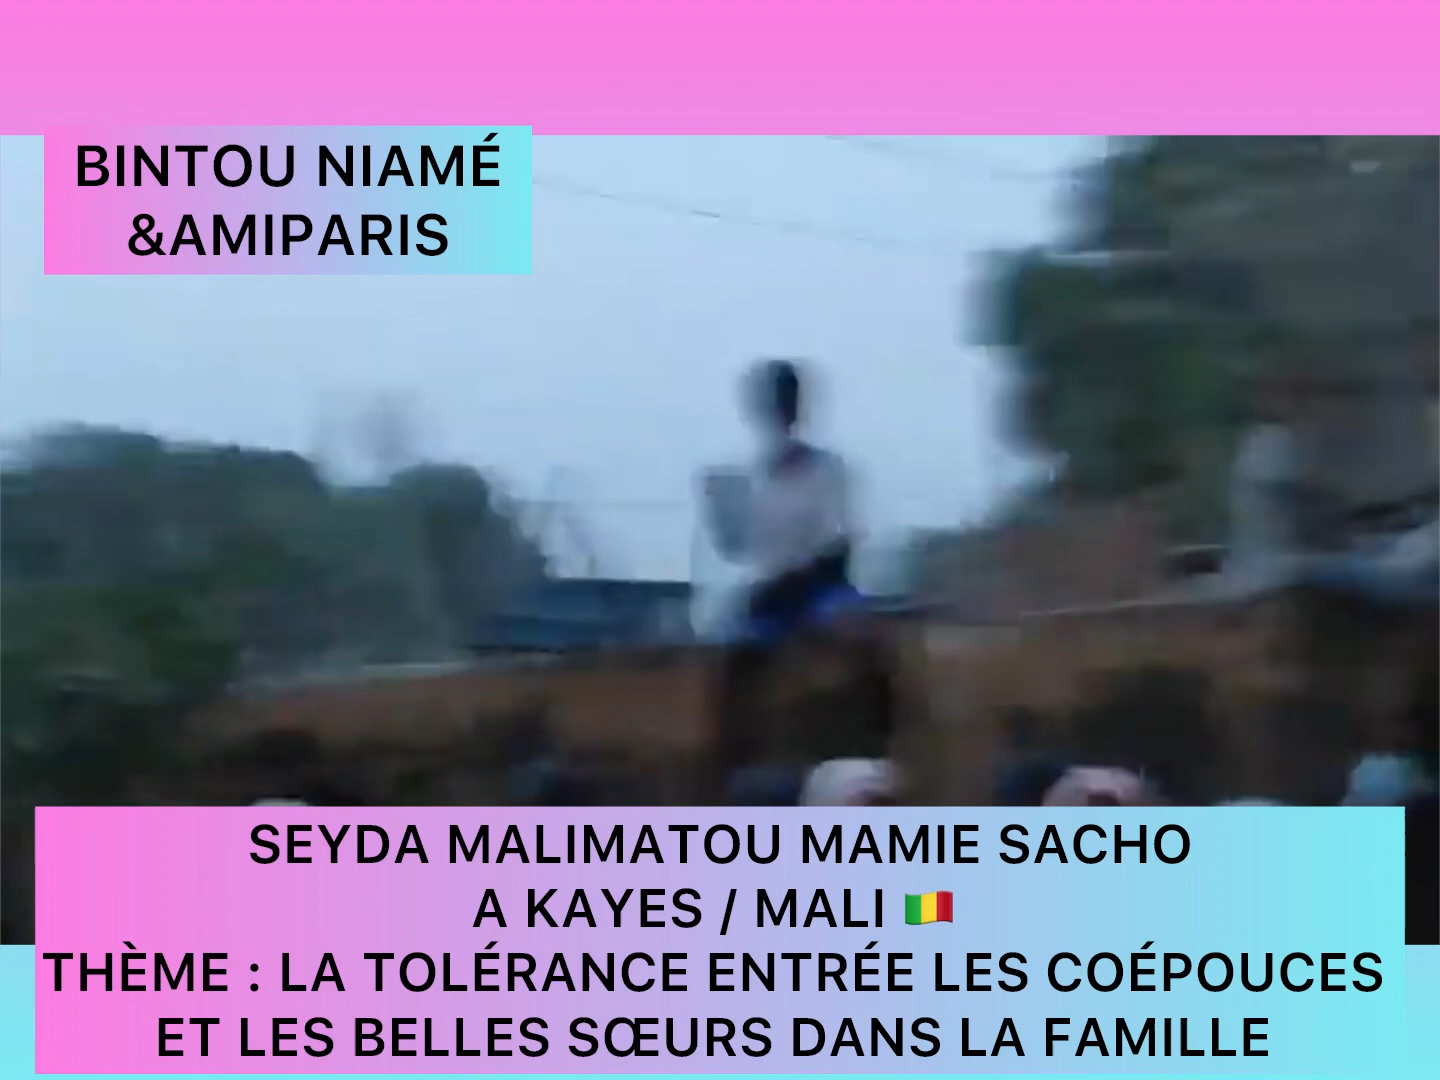 BINTOU NIAMÉ
&AMIPARIS
SEYDA MALIMATOU MAMIE SACHO
A KAYES / MALI 🇲🇱
THÈME : LA TOLÉRANCE ENTRÉE LES COÉPOUCES
ET LES BELLES SŒURS DANS LA FAMILLE